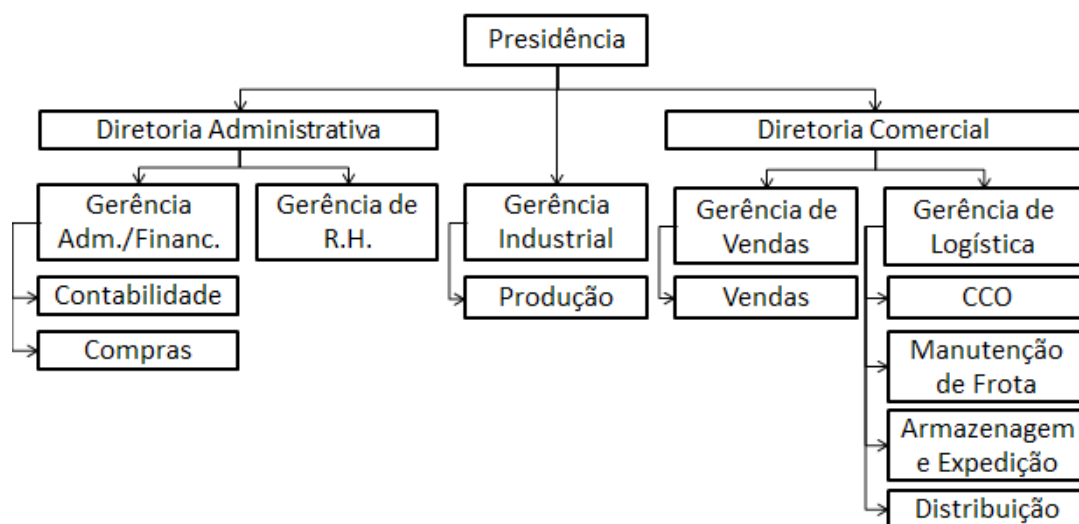 Presidência
Diretoria Administrativa
Diretoria Comercial
Gerência
Adm./Financ.
Gerência de
R.H.
Gerência
Industrial
Gerência de
Vendas
Gerência de
Logística
Contabilidade
Produção
Vendas
CCO
Compras
Manutenção
de Frota
Armazenagem
e Expedição
Distribuição